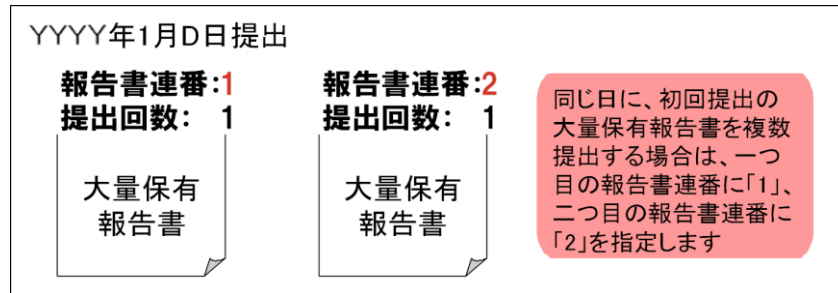 YYYY年1月D日提出
報告書連番:1
提出回数: 1
大量保有
報告書
報告書連番:2
提出回数: 1
大量保有
報告書
同じ日に、初回提出の
大量保有報告書を複数
提出する場合は、一つ
目の報告書連番に「1」、
二つ目の報告書連番に
「2」を指定します